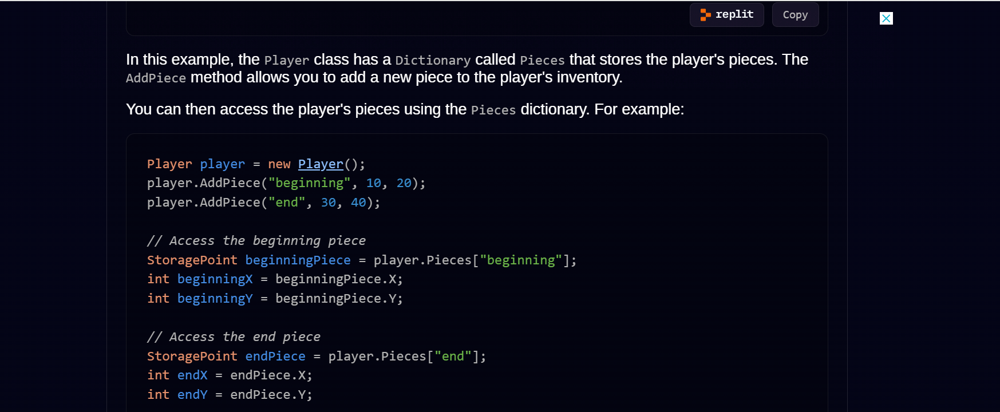 replit Copy
In this example, the Player class has a Dictionary called Pieces that stores the player's pieces. The
AddPiece method allows you to add a new piece to the player's inventory.
You can then access the player's pieces using the Pieces dictionary. For example:
Player player = new Player();
player.AddPiece("beginning", 10, 20);
player.AddPiece("end", 30, 40);
// Access the beginning piece
StoragePoint beginningPiece = player.Pieces["beginning"];
int beginningX = beginningPiece.X;
int beginningY = beginningPiece.Y;
// Access the end piece
StoragePoint endPiece = player.Pieces["end"];
int endX = endPiece.X;
int endY = endPiece.Y;